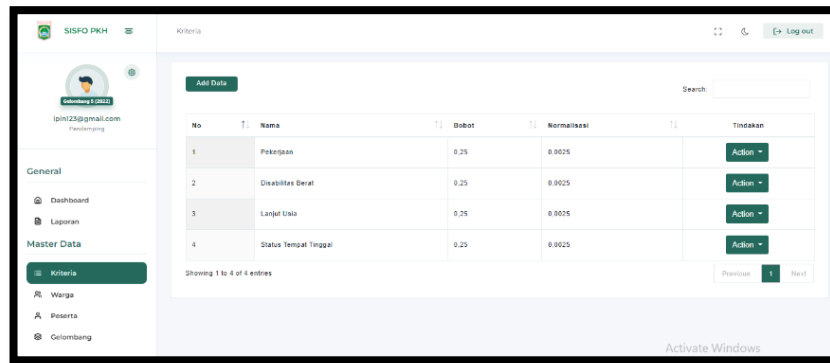 SISFO PKH
Kriteria
Log out
Gelombang 5 (2022)
ipin123@gmail.com
Pendamping
General
Dashboard
Laporan
Master Data
Kriteria
Warga
Peserta
Gelombang
Add Data
Search:
No Nama Bobot Normalisasi Tindakan
1 Pekerjaan 0,25 0,0025 Action
2 Disabilitas Berat 0,25 0,0025 Action
3 Lanjut Usia 0,25 0,0025 Action
4 Status Tempat Tinggal 0,25 0,0025 Action
Showing 1 to 4 of 4 entries
Previous 1 Next
Activate Windows